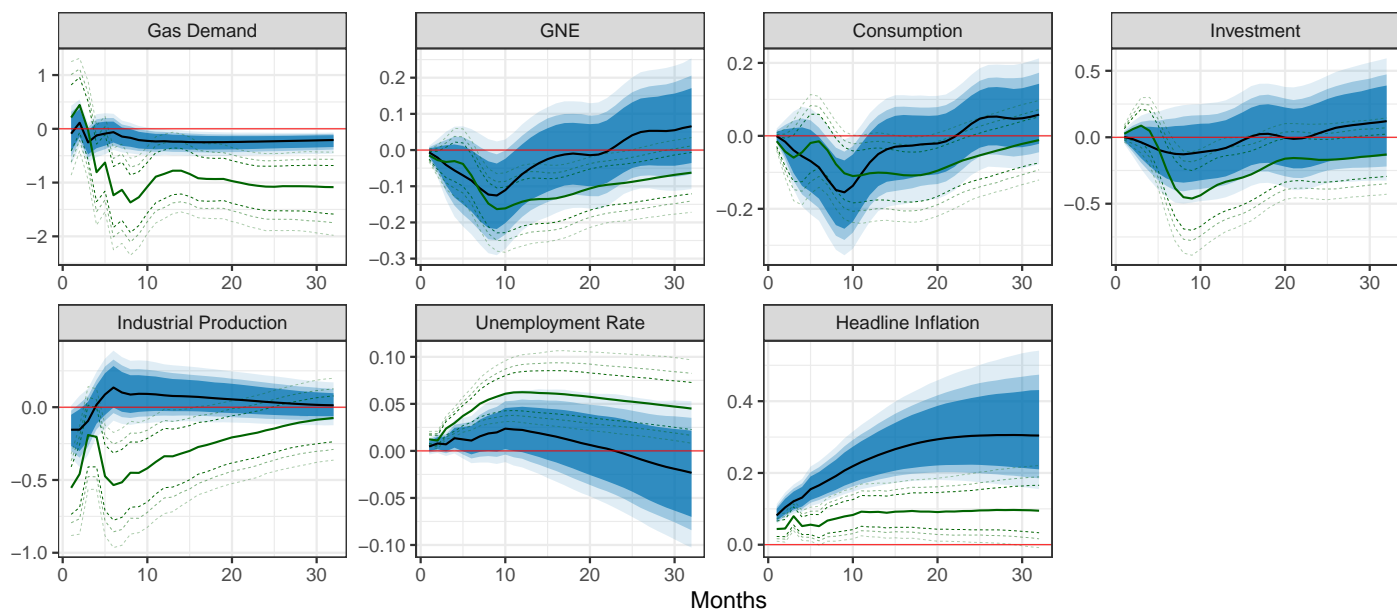 Gas Demand
GNE
Consumption
Investment
1
0
−1
−2
0.2
0.1
0.0
−0.1
−0.2
−0.3
0.2
0.0
−0.2
0.5
0.0
−0.5
0 10 20 30
0 10 20 30
0 10 20 30
0 10 20 30
Industrial Production
Unemployment Rate
Headline Inflation
0.0
−0.5
−1.0
0.10
0.05
0.00
−0.05
−0.10
0.4
0.2
0.0
0 10 20 30
0 10 20 30
0 10 20 30
Months